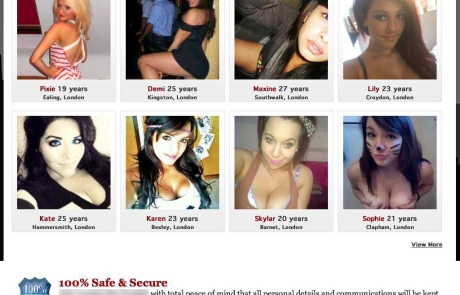 Pixie 19 years
Ealing, London
Demi 25 years
Kingston, London
Maxine 27 years
Southwalk, London
Lily 23 years
Croydon, London
Kate 25 years
Hammersmith, London
Karen 23 years
Bexley, London
Skylar 20 years
Barnet, London
Sophie 21 years
Clapham, London
View More
100%
100% Safe & Secure
with total peace of mind that all personal details and communications will be kept